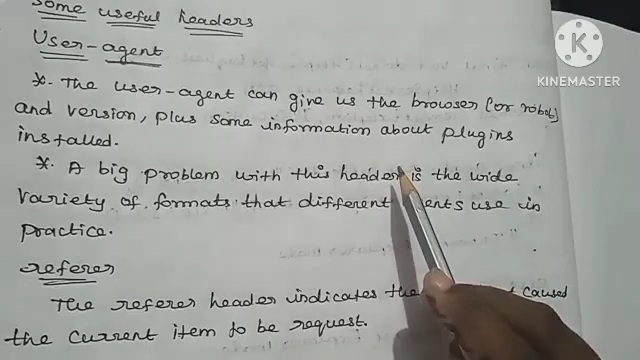 Some useful headers
User-agent
* The user-agent can give us the browser (or robot)
and version, plus some information about plugins
installed.
* A big problem with this header is the wide
variety of formats that different use in
practice.
referer
The referer header indicates the caused
the current item to be request.
KINEMASTER